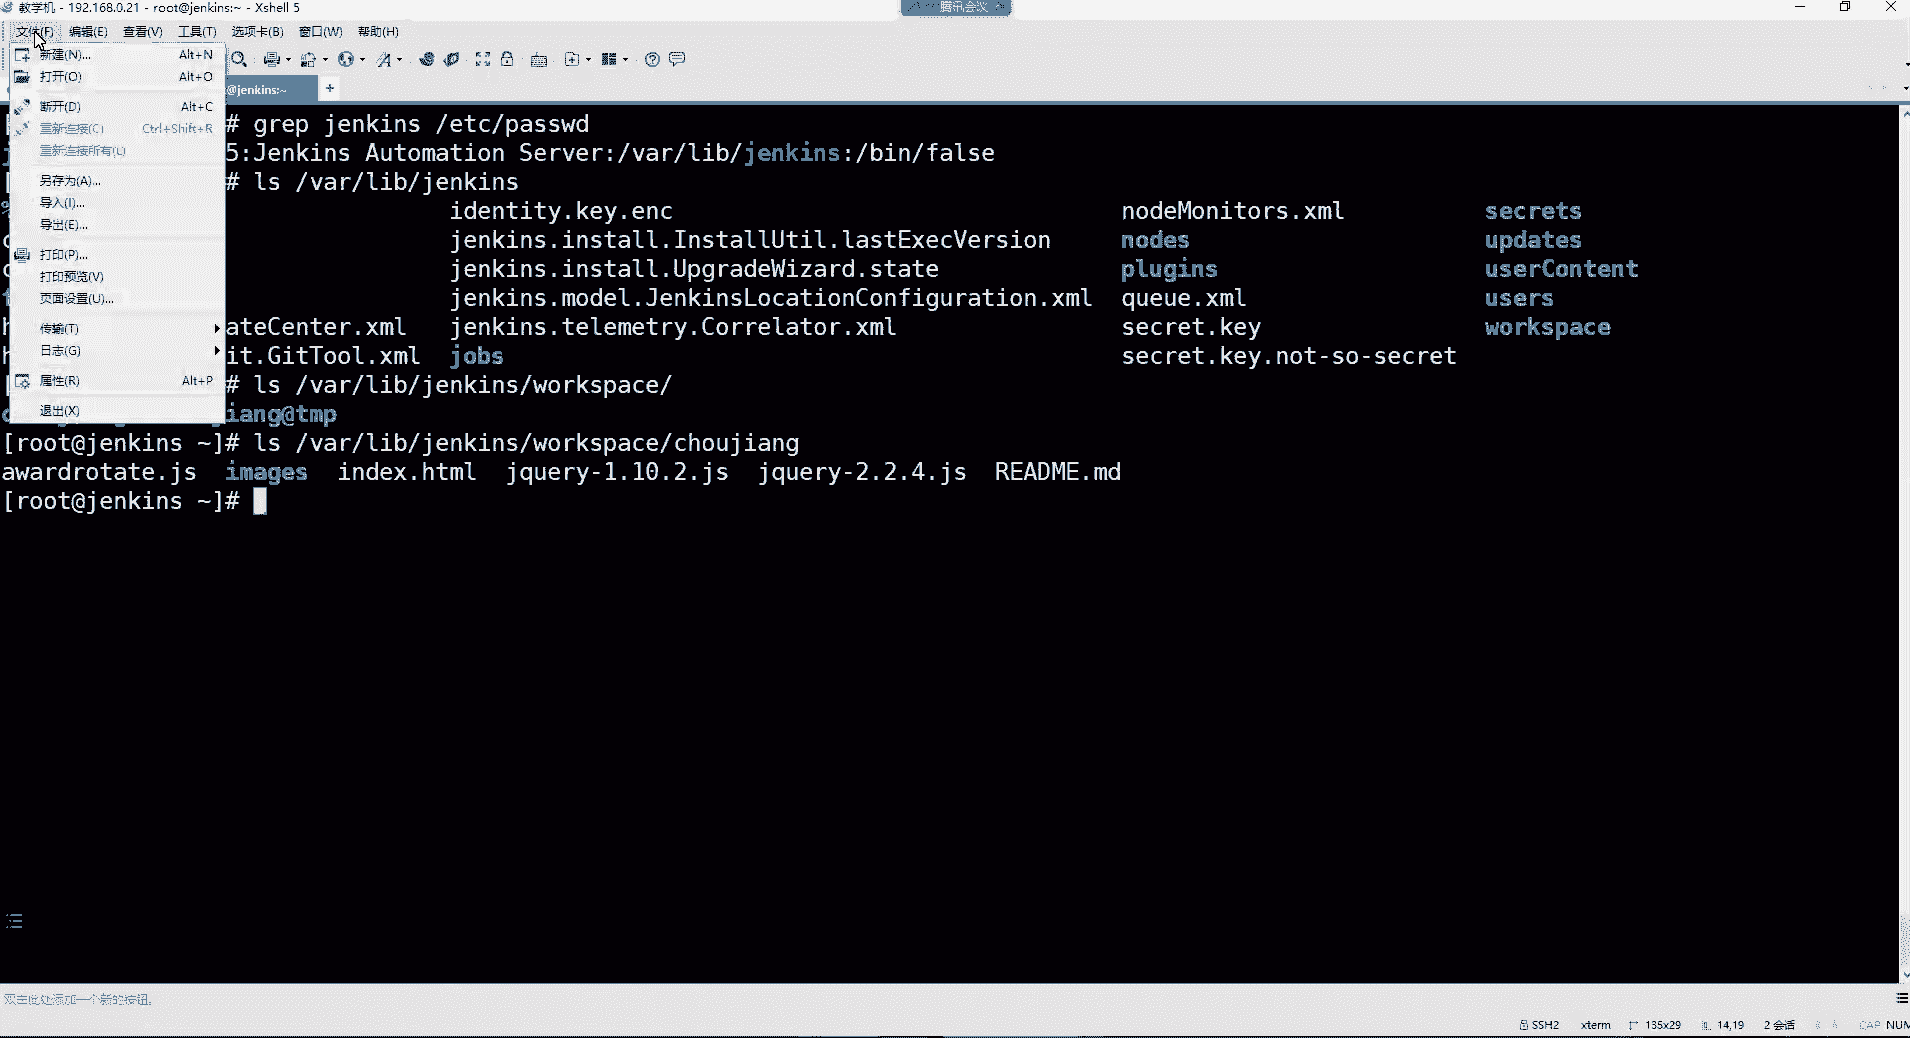 教学机 - 192.168.0.21 - root@jenkins:~ - Xshell 5
腾讯会议
文件(F) 编辑(E) 查看(V) 工具(T) 选项卡(B) 窗口(W) 帮助(H)
新建(N)... Alt+N
打开(O) Alt+O
断开(D) Alt+C
重新连接(C) Ctrl+Shift+R
重新连接所有(L)
另存为(A)...
导入(I)...
导出(E)...
打印(P)...
打印预览(V)
页面设置(U)...
传输(T)
日志(G)
属性(R) Alt+P
退出(X)
@jenkins:~ +
# grep jenkins /etc/passwd
5:Jenkins Automation Server:/var/lib/jenkins:/bin/false
# ls /var/lib/jenkins
identity.key.enc nodeMonitors.xml secrets
jenkins.install.InstallUtil.lastExecVersion nodes updates
jenkins.install.UpgradeWizard.state plugins userContent
jenkins.model.JenkinsLocationConfiguration.xml queue.xml users
ateCenter.xml jenkins.telemetry.Correlator.xml secret.key workspace
it.GitTool.xml jobs secret.key.not-so-secret
# ls /var/lib/jenkins/workspace/
iang@tmp
[root@jenkins ~]# ls /var/lib/jenkins/workspace/choujiang
awardrotate.js images index.html jquery-1.10.2.js jquery-2.2.4.js README.md
[root@jenkins ~]#
双击此处添加一个新的按钮。
SSH2 xterm 135x29 14,19 2 会话 CAP NUM